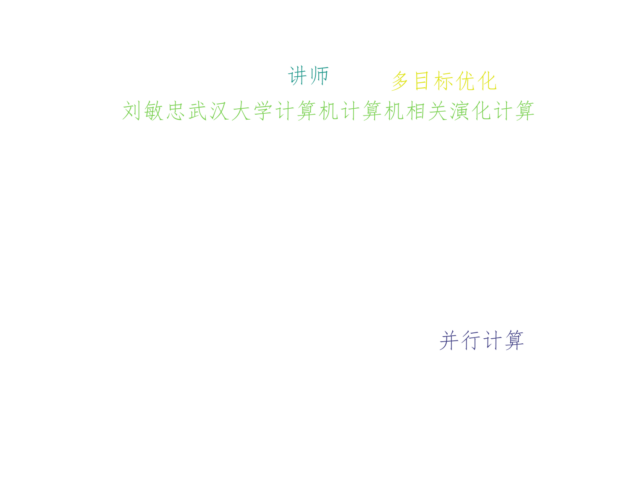 讲师
多目标优化
刘敏忠武汉大学计算机计算机相关演化计算
并行计算